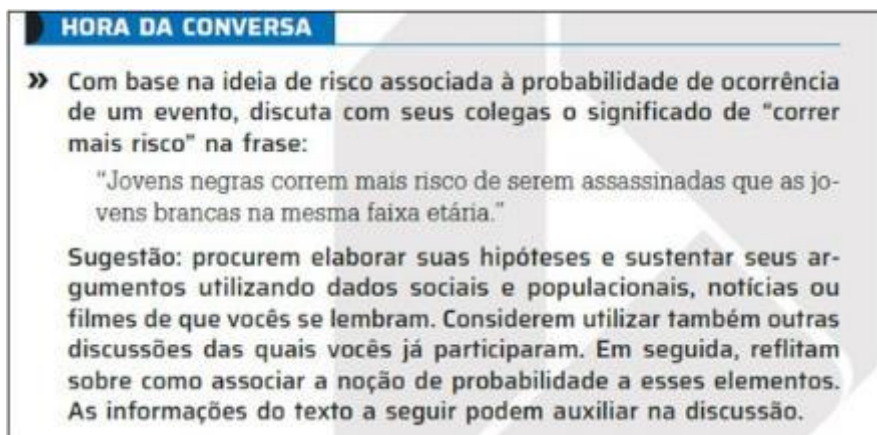 HORA DA CONVERSA
» Com base na ideia de risco associada à probabilidade de ocorrência
de um evento, discuta com seus colegas o significado de “correr
mais risco” na frase:
“Jovens negras correm mais risco de serem assassinadas que as jo-
vens brancas na mesma faixa etária.”
Sugestão: procurem elaborar suas hipóteses e sustentar seus ar-
gumentos utilizando dados sociais e populacionais, notícias ou
filmes de que vocês se lembram. Considerem utilizar também outras
discussões das quais vocês já participaram. Em seguida, reflitam
sobre como associar a noção de probabilidade a esses elementos.
As informações do texto a seguir podem auxiliar na discussão.